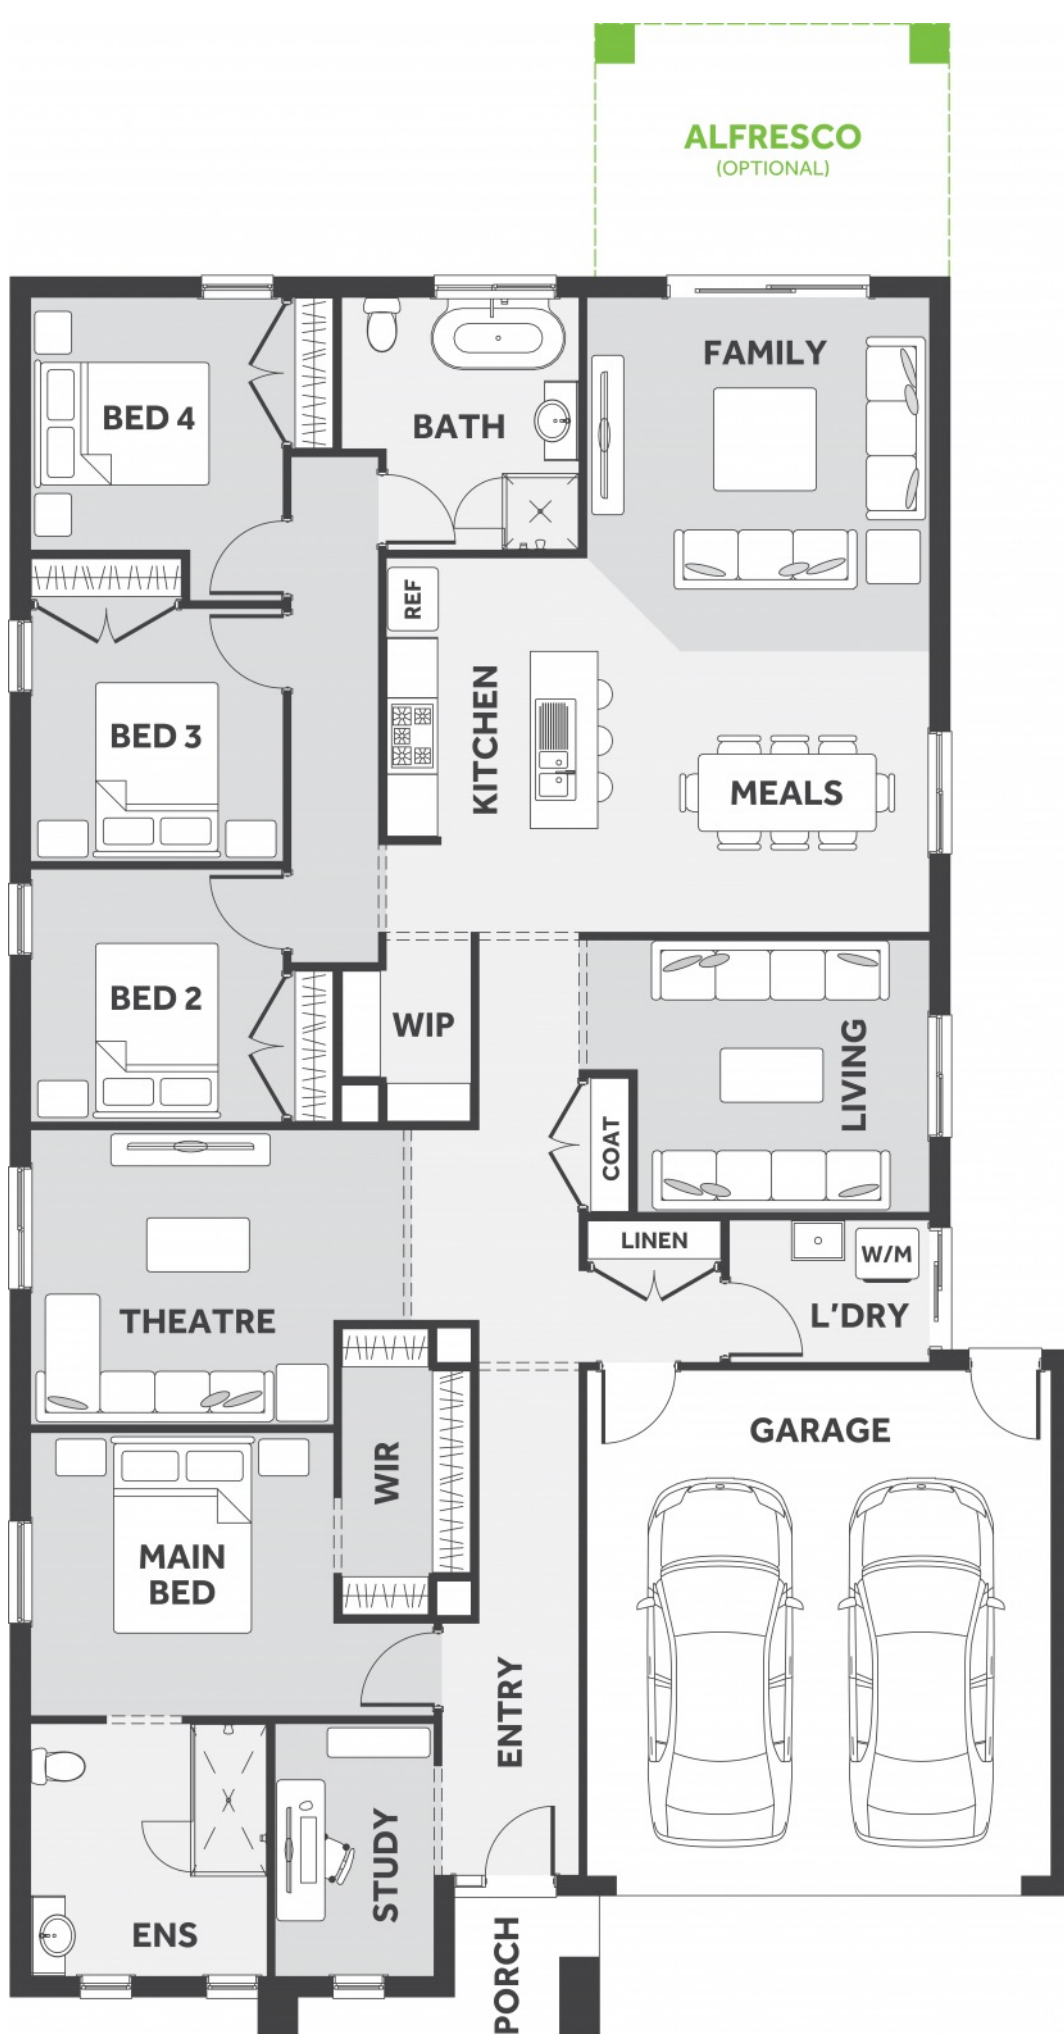 ALFRESCO
(OPTIONAL)
FAMILY
BED 4
BATH
REF
KITCHEN
BED 3
MEALS
BED 2
WIP
LIVING
COAT
LINEN
W/M
L'DRY
THEATRE
GARAGE
WIR
MAIN
BED
ENTRY
STUDY
ENS
PORCH